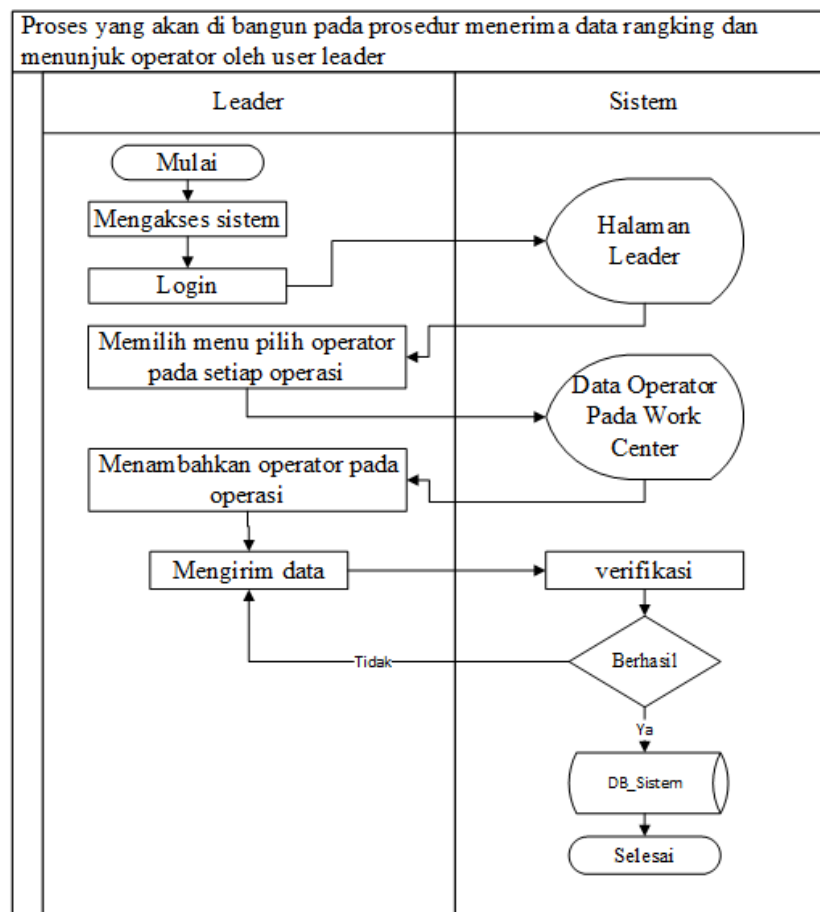 Proses yang akan di bangun pada prosedur menerima data rangking dan
menunjuk operator oleh user leader
Leader
Sistem
Mulai
Mengakses sistem
Login
Halaman
Leader
Memilih menu pilih operator
pada setiap operasi
Data Operator
Pada Work
Center
Menambahkan operator pada
operasi
Mengirim data
verifikasi
Berhasil
Tidak
Ya
DB_Sistem
Selesai